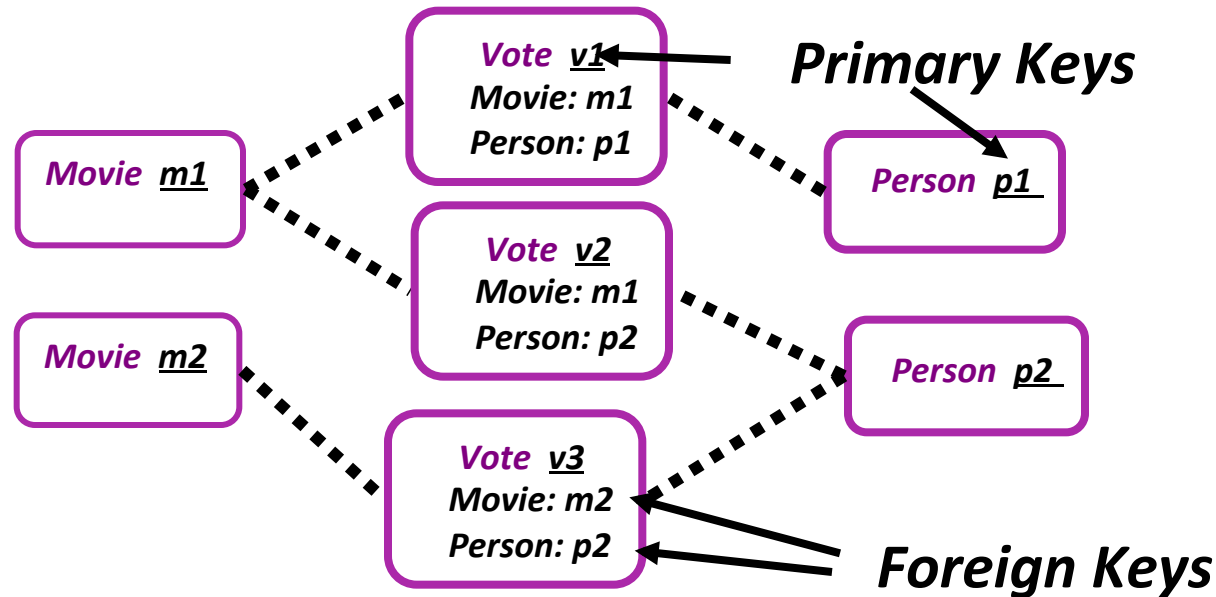 Vote v1
Movie: m1
Person: p1
Primary Keys
Movie m1
Person p1
Vote v2
Movie: m1
Person: p2
Movie m2
Person p2
Vote v3
Movie: m2
Person: p2
Foreign Keys